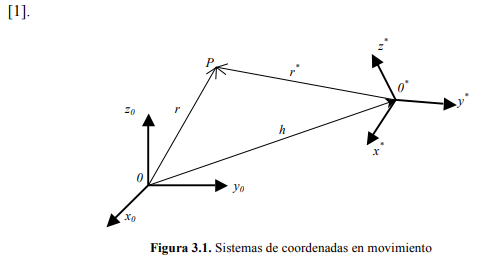 [1].
z*
P
r*
0*
z0
r
y*
h
x*
0
y0
x0
Figura 3.1. Sistemas de coordenadas en movimiento